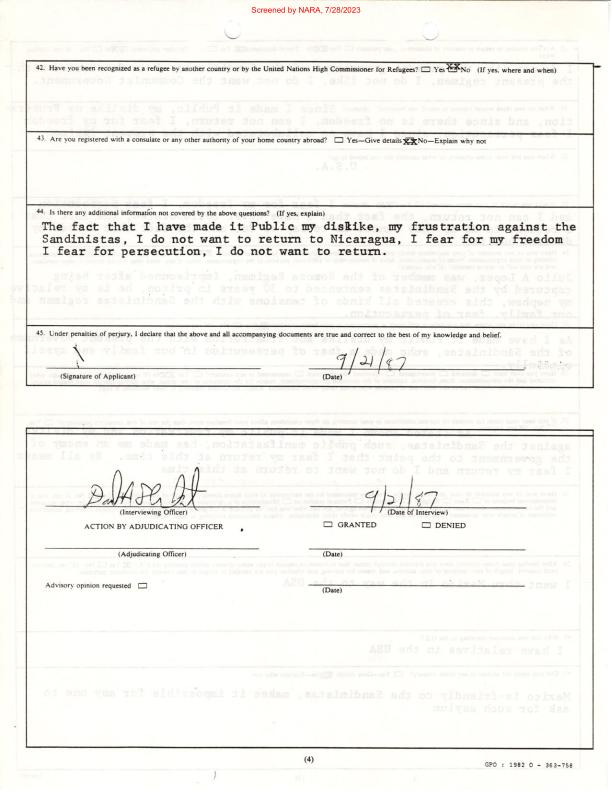 Screened by NARA, 7/28/2023
42. Have you been recognized as a refugee by another country or by the United Nations High Commissioner for Refugees? ☐ Yes ☒ No (If yes, where and when)
43. Are you registered with a consulate or any other authority of your home country abroad? ☐ Yes—Give details ☒ No—Explain why not
44. Is there any additional information not covered by the above questions? (If yes, explain)
The fact that I have made it Public my dislike, my frustration against the
Sandinistas, I do not want to return to Nicaragua, I fear for my freedom
I fear for persecution, I do not want to return.
45. Under penalties of perjury, I declare that the above and all accompanying documents are true and correct to the best of my knowledge and belief.
9/21/87
(Signature of Applicant) (Date)
9/21/87
(Interviewing Officer) (Date of Interview)
ACTION BY ADJUDICATING OFFICER ☐ GRANTED ☐ DENIED
(Adjudicating Officer) (Date)
Advisory opinion requested ☐
(Date)
(4)
GPO : 1982 O - 363-758